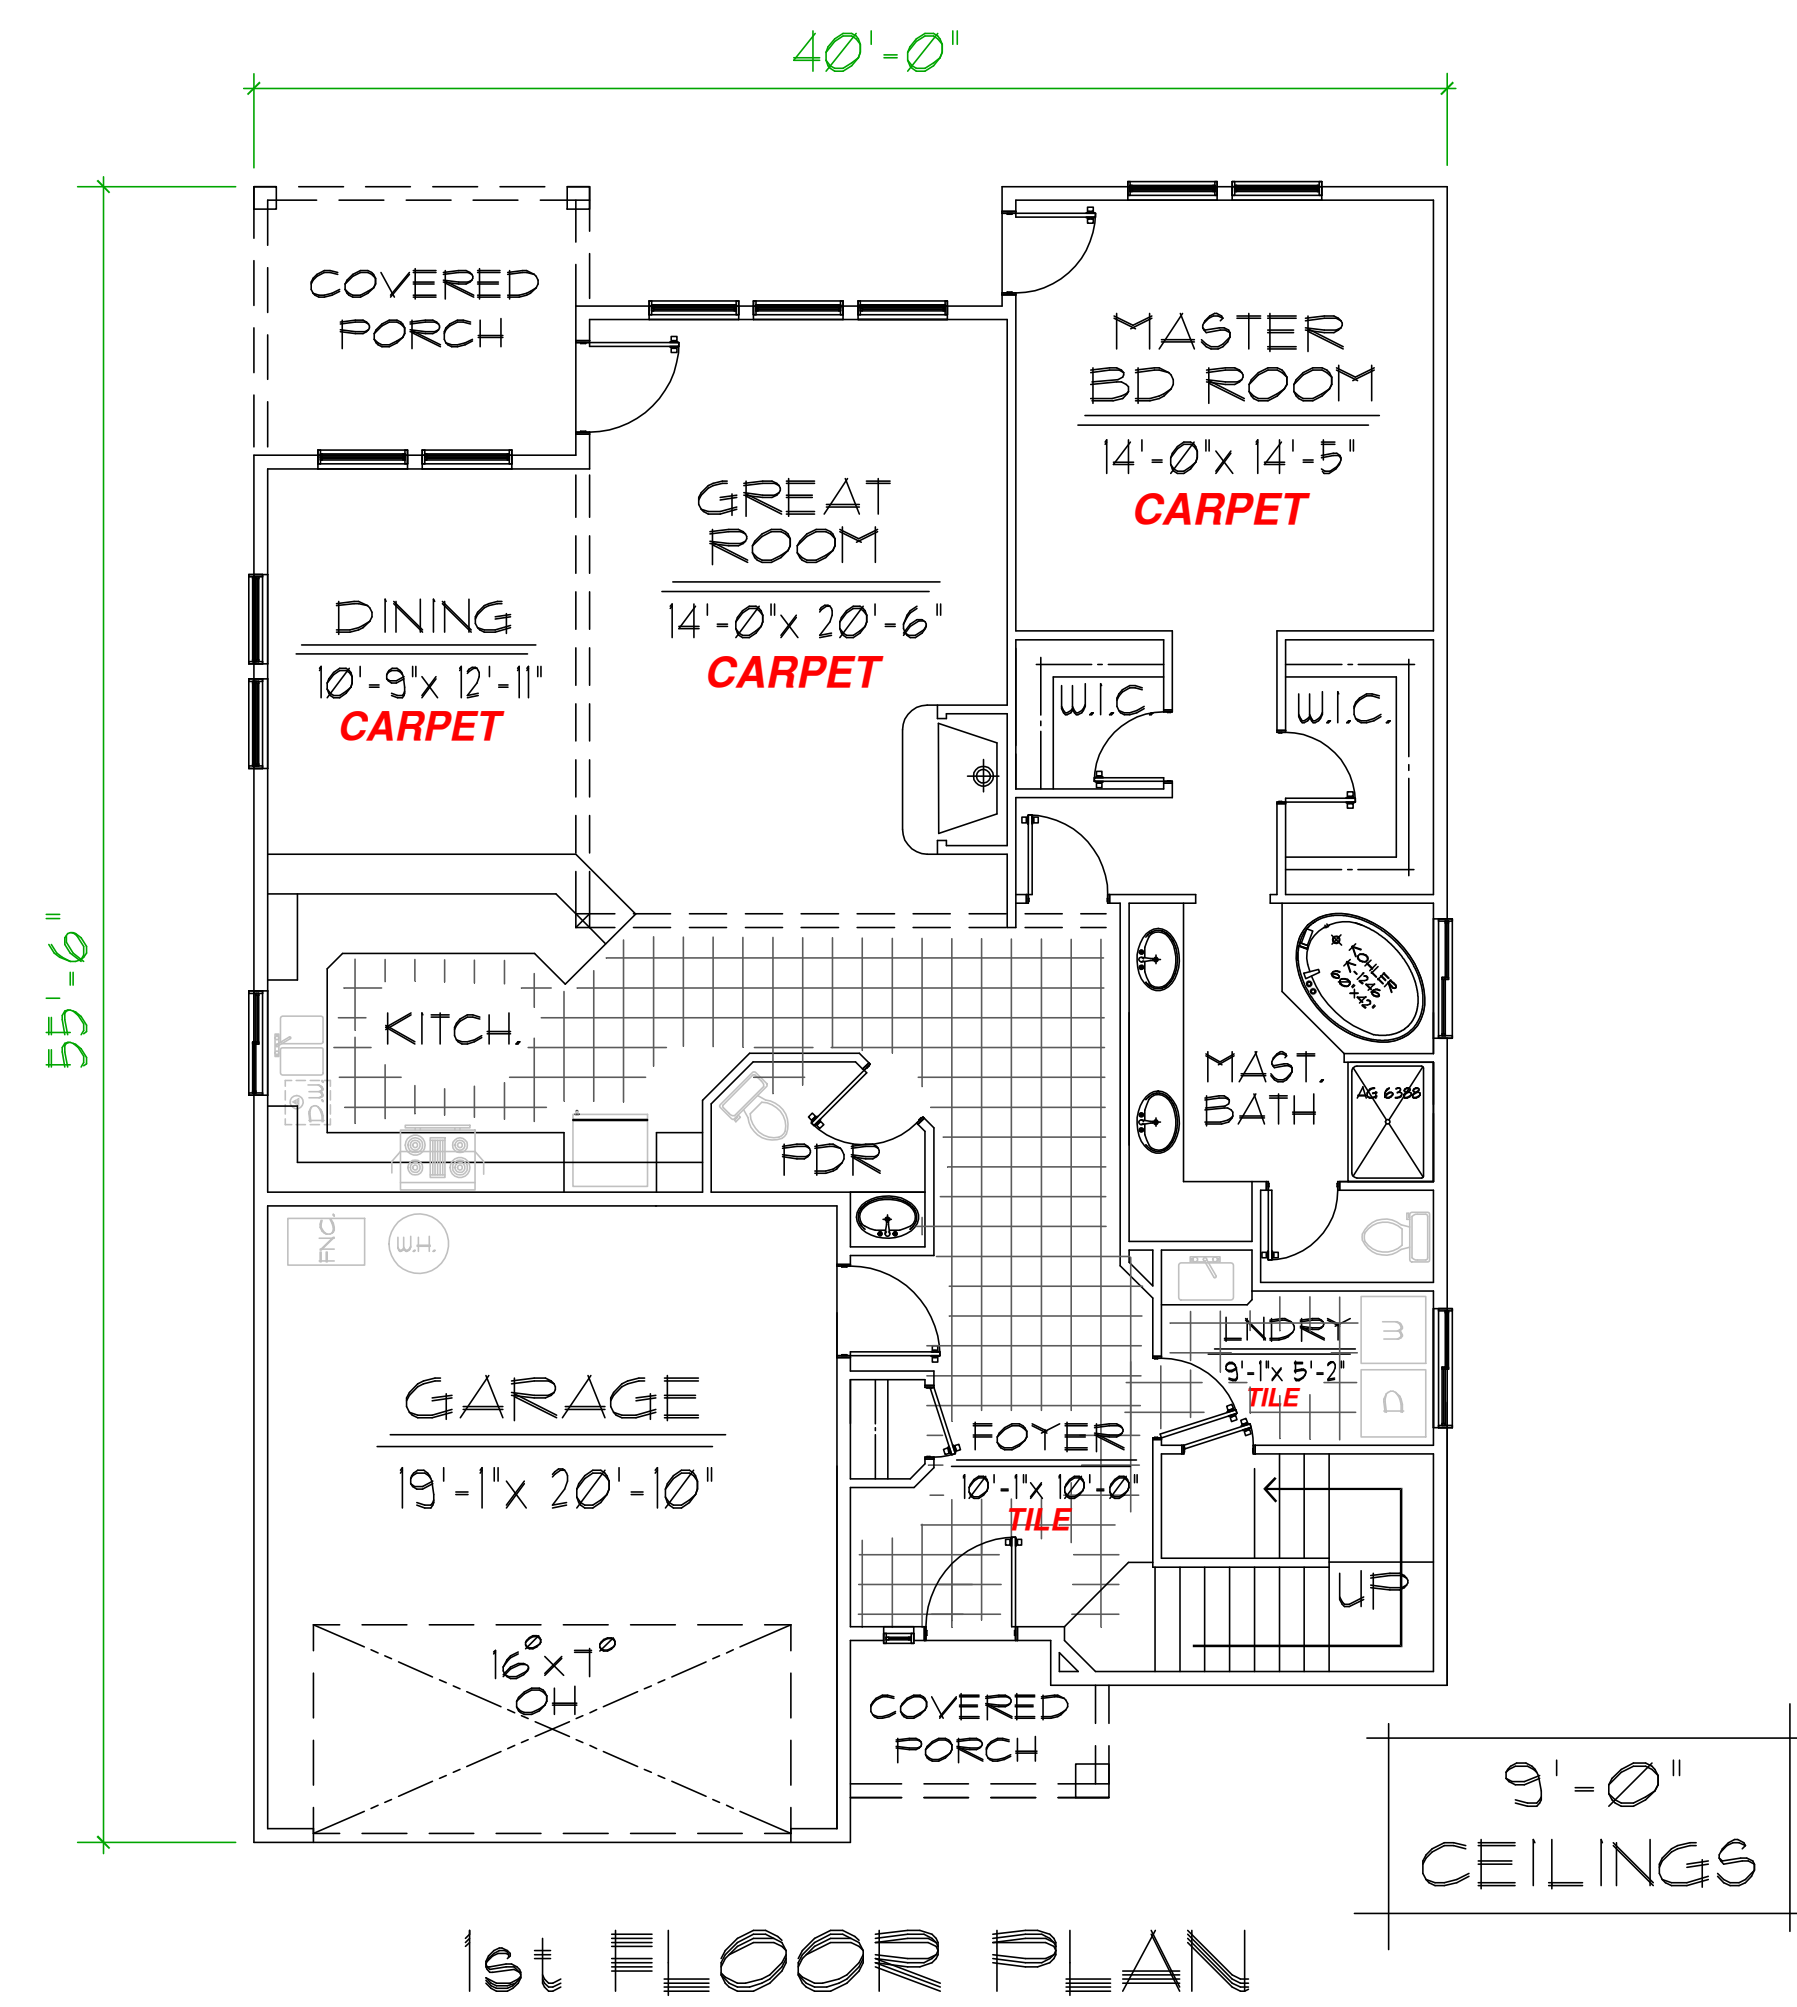 40'-0"
COVERED
PORCH
MASTER
BD ROOM
14'-0"x 14'-5"
CARPET
GREAT
ROOM
14'-0"x 20'-6"
CARPET
DINING
10'-9"x 12'-11"
CARPET
W.I.C.
W.I.C.
55'-6"
KOHLER
K-1246
60"x42"
KITCH.
D.W.
MAST.
BATH
AG 6388
PDR
FNC.
W.H.
LNDRY
9'-1"x 5'-2"
TILE
W
D
GARAGE
19'-1"x 20'-10"
FOYER
10'-1"x 10'-0"
TILE
UP
16⁰x7⁰
OH
COVERED
PORCH
9'-0"
CEILINGS
1st FLOOR PLAN